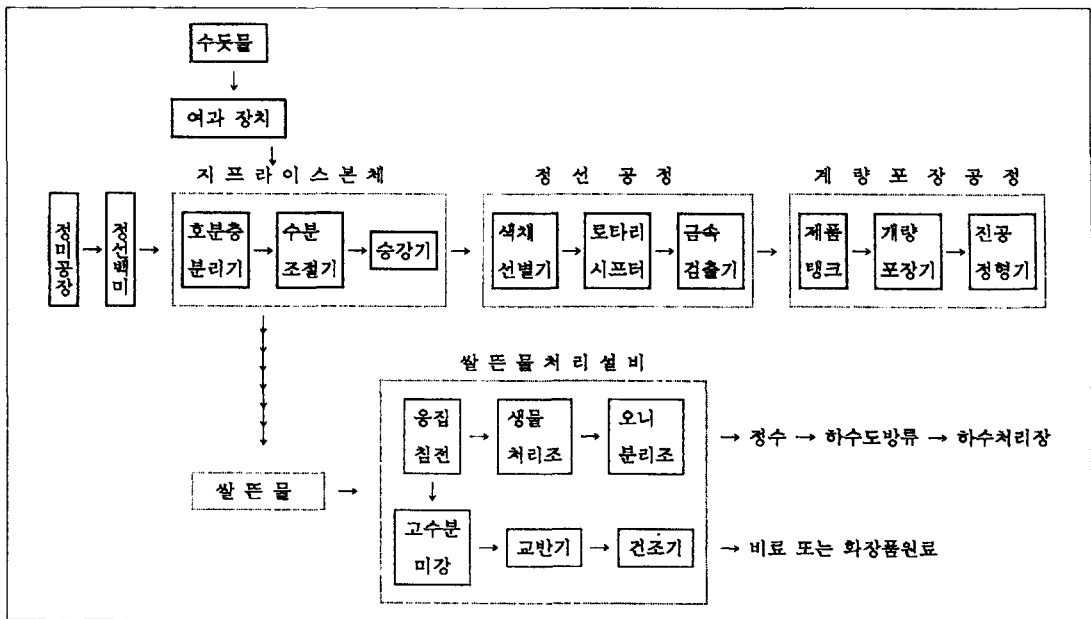 수돗물
↓
여과 장치
↓
지프라이스본체
정선공정
계량포장공정
정미공장 → 정선백미 →
호분층 → 수분 → 승강기 →
분리기 조절기
색채 → 로타리 → 금속 →
선별기 시프터 검출기
제품 → 개량 → 진공
탱크 포장기 정형기
쌀뜬물처리설비
응집 → 생물 → 오니
침전 처리조 분리조
→ 정수 → 하수도방류 → 하수처리장
쌀뜬물 →
↓
고수분 → 교반기 → 건조기
미강
→ 비료 또는 화장품원료